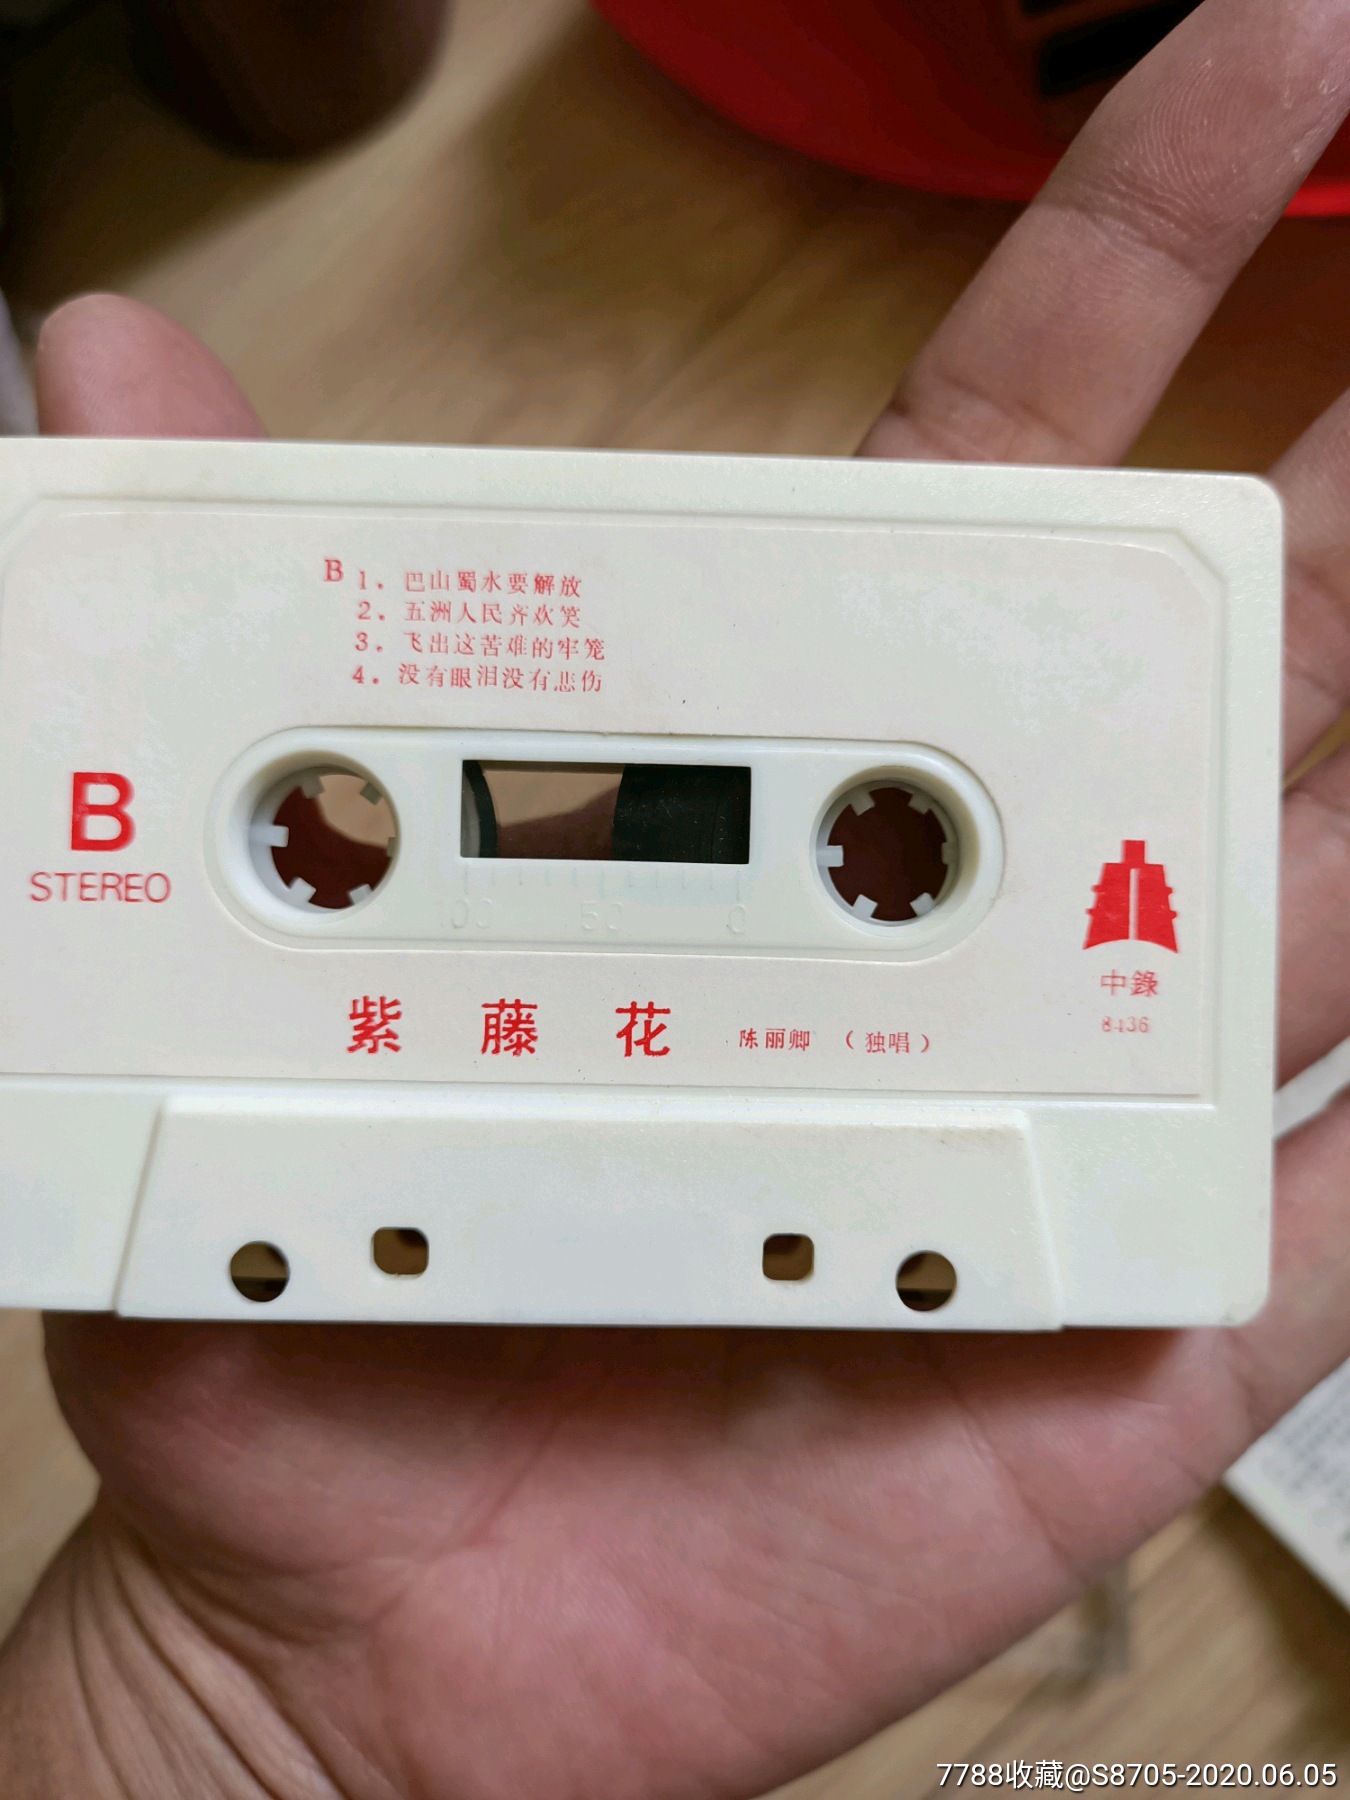 B 1. 巴山蜀水要解放
2. 五洲人民齐欢笑
3. 飞出这苦难的牢笼
4. 没有眼泪没有悲伤
B
STEREO
100 50 0
紫藤花 陈丽卿 (独唱)
中錄
8436
7788收藏@S8705-2020.06.05